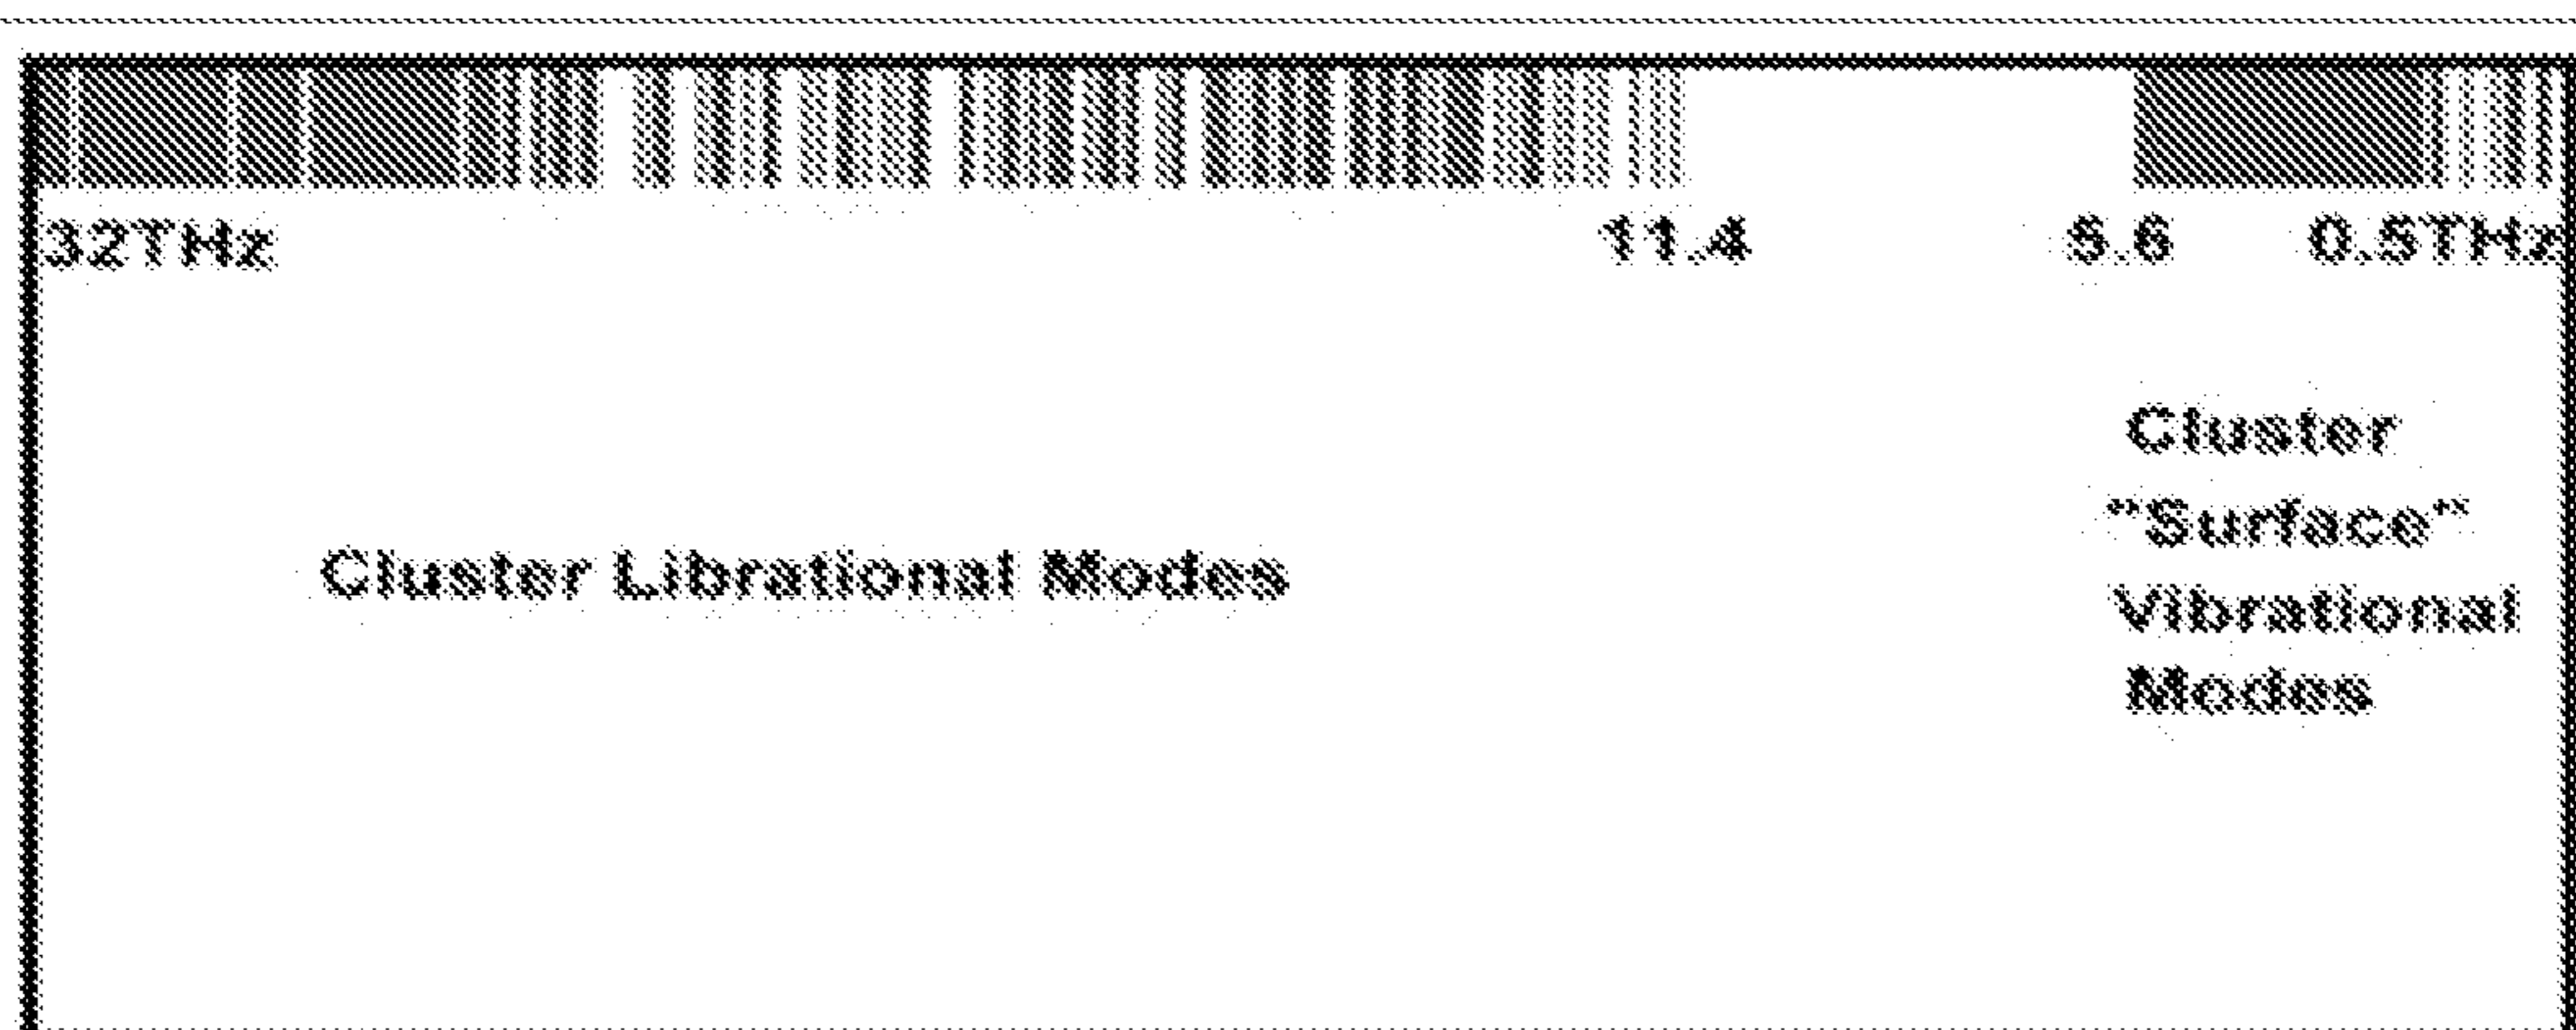 32THz 11.4 5.6 0.5THz
Cluster
"Surface"
Cluster Librational Modes
Vibrational
Modes